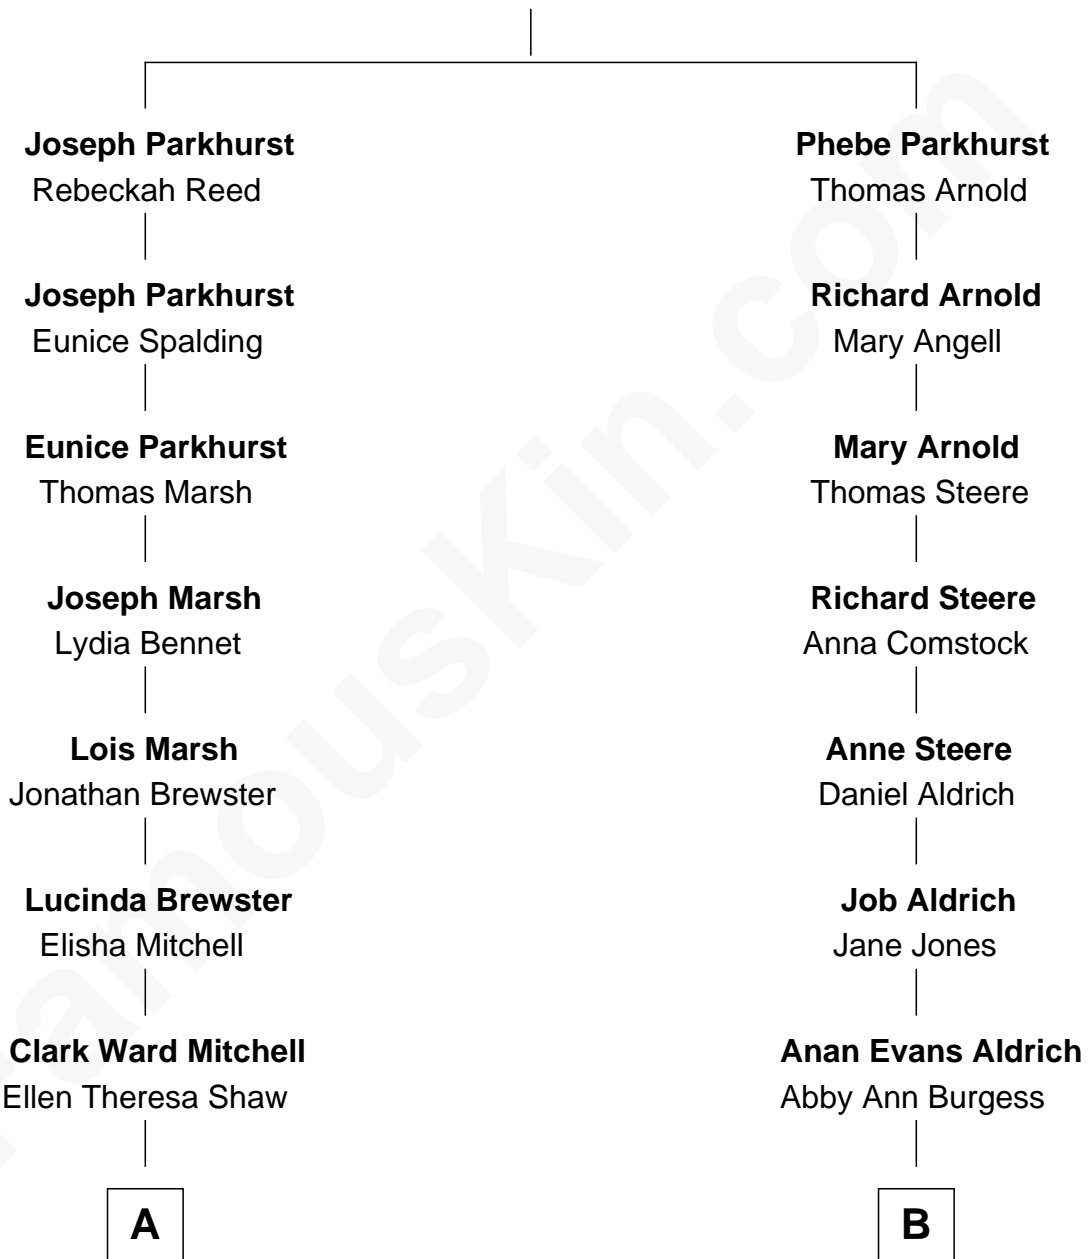 Joseph Parkhurst
Rebeckah Reed
Joseph Parkhurst
Eunice Spalding
Eunice Parkhurst
Thomas Marsh
Joseph Marsh
Lydia Bennet
Lois Marsh
Jonathan Brewster
Lucinda Brewster
Elisha Mitchell
Clark Ward Mitchell
Ellen Theresa Shaw
A
Phebe Parkhurst
Thomas Arnold
Richard Arnold
Mary Angell
Mary Arnold
Thomas Steere
Richard Steere
Anna Comstock
Anne Steere
Daniel Aldrich
Job Aldrich
Jane Jones
Anan Evans Aldrich
Abby Ann Burgess
B
famouskin.com